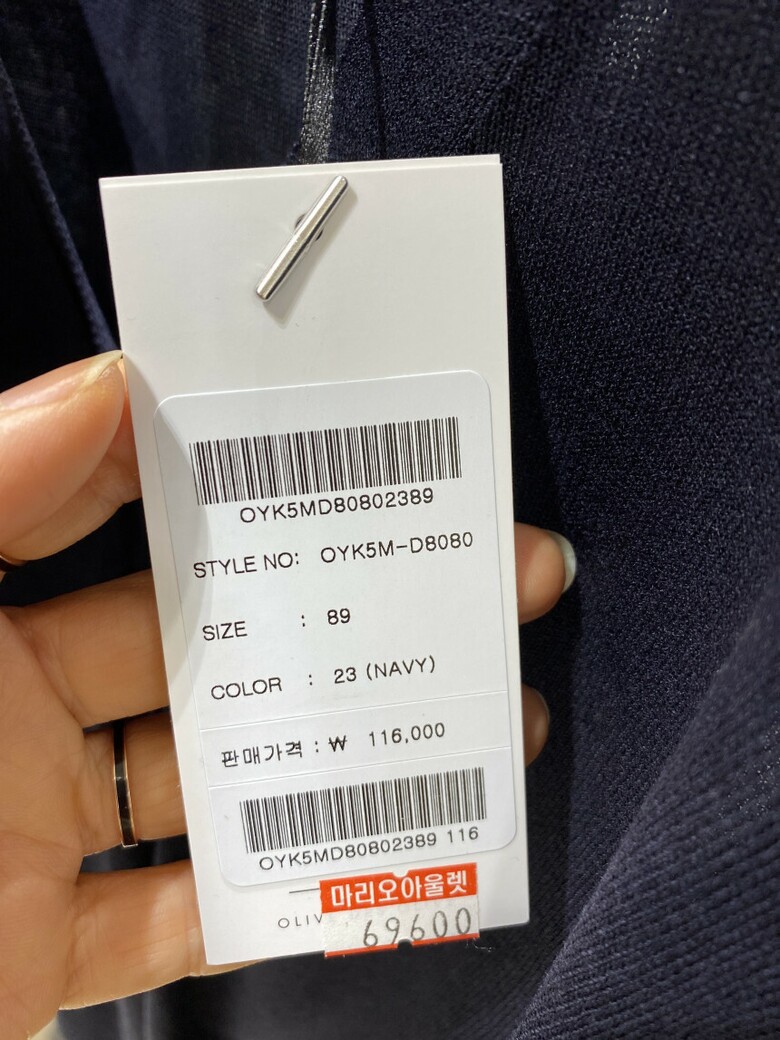 OYK5MD80802389
STYLE NO: OYK5M-D8080
SIZE : 89
COLOR : 23 (NAVY)
판매가격 : ₩ 116,000
OYK5MD80802389 116
마리오아울렛
69600